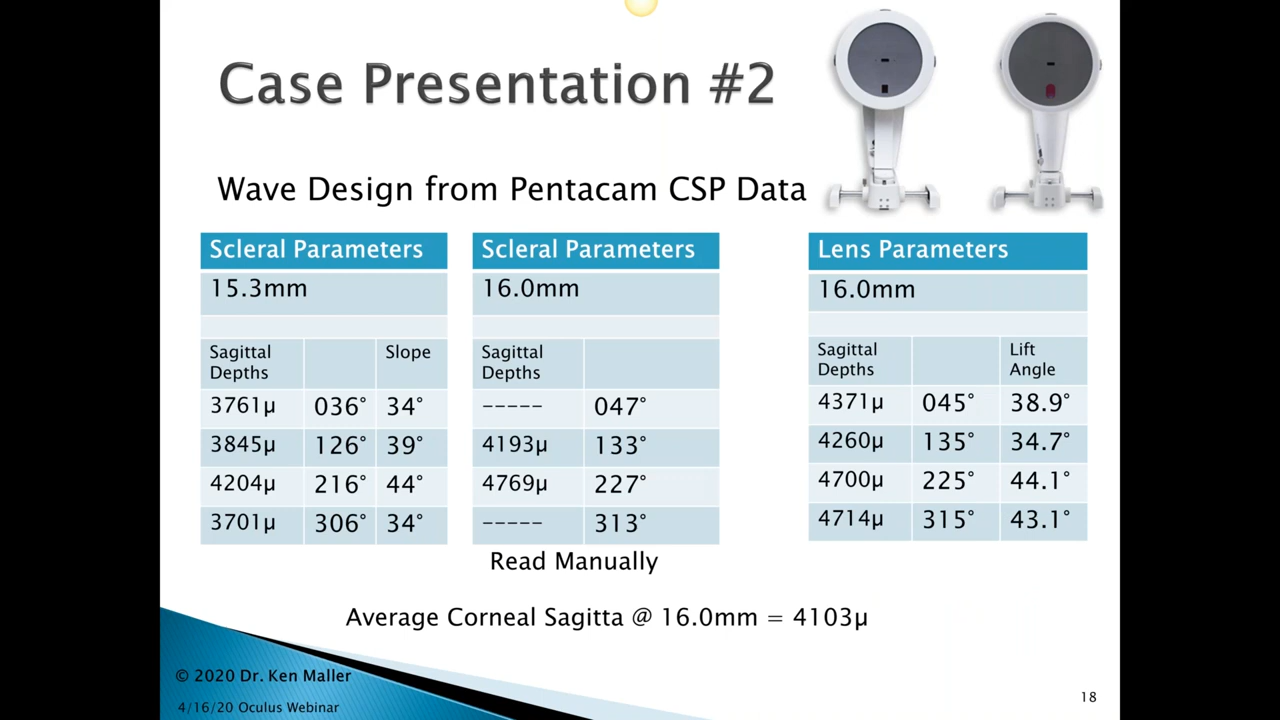 Case Presentation #2
Wave Design from Pentacam CSP Data
Scleral Parameters
15.3mm
Sagittal Depths Slope
3761µ 036° 34°
3845µ 126° 39°
4204µ 216° 44°
3701µ 306° 34°
Scleral Parameters
16.0mm
Sagittal Depths
----- 047°
4193µ 133°
4769µ 227°
----- 313°
Read Manually
Lens Parameters
16.0mm
Sagittal Depths Lift Angle
4371µ 045° 38.9°
4260µ 135° 34.7°
4700µ 225° 44.1°
4714µ 315° 43.1°
Average Corneal Sagitta @ 16.0mm = 4103µ
© 2020 Dr. Ken Maller
4/16/20 Oculus Webinar
18